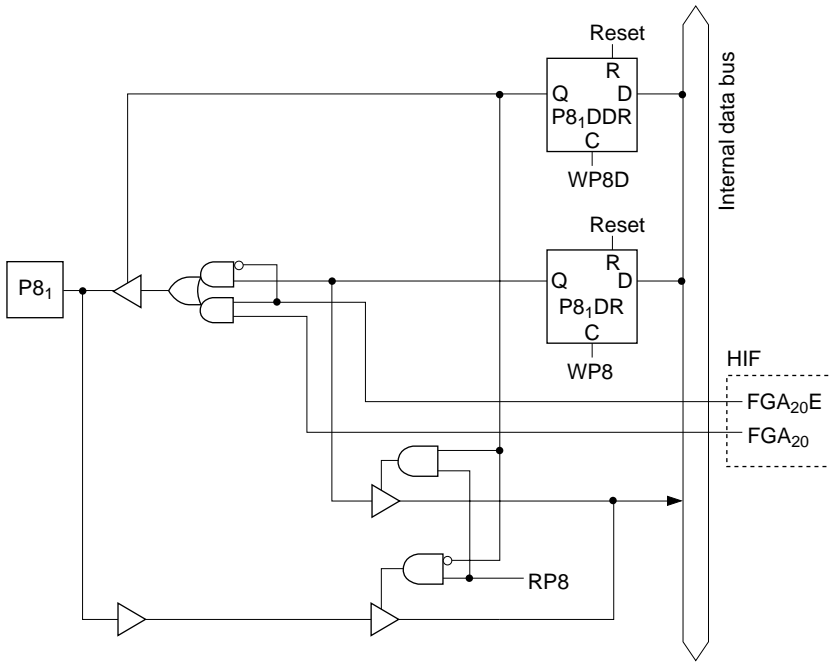 Reset
R
Q D
P8₁DDR
C
WP8D
Internal data bus
Reset
R
Q D
P8₁DR
C
WP8
P8₁
HIF
FGA₂₀E
FGA₂₀
RP8